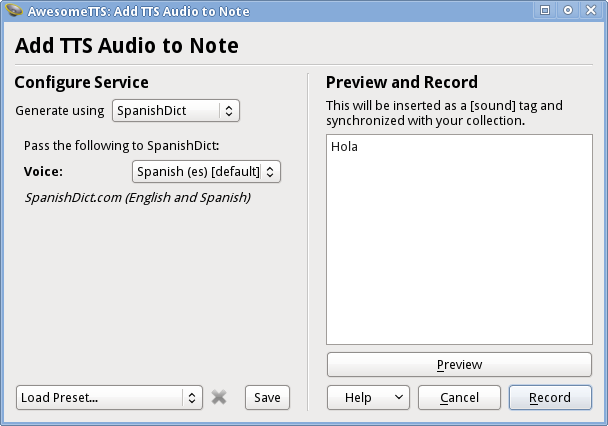 AwesomeTTS: Add TTS Audio to Note
Add TTS Audio to Note
Configure Service
Generate using SpanishDict
Pass the following to SpanishDict:
Voice: Spanish (es) [default]
SpanishDict.com (English and Spanish)
Load Preset... Save
Preview and Record
This will be inserted as a [sound] tag and
synchronized with your collection.
Hola
Preview
Help Cancel Record